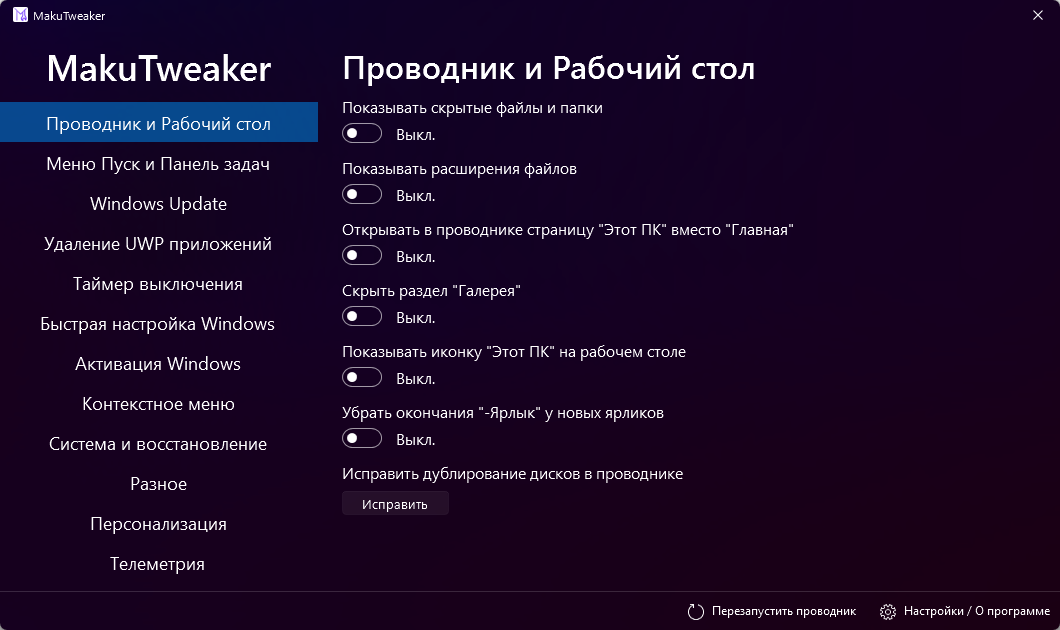 MakuTweaker
MakuTweaker
Проводник и Рабочий стол
Меню Пуск и Панель задач
Windows Update
Удаление UWP приложений
Таймер выключения
Быстрая настройка Windows
Активация Windows
Контекстное меню
Система и восстановление
Разное
Персонализация
Телеметрия
Проводник и Рабочий стол
Показывать скрытые файлы и папки
Выкл.
Показывать расширения файлов
Выкл.
Открывать в проводнике страницу "Этот ПК" вместо "Главная"
Выкл.
Скрыть раздел "Галерея"
Выкл.
Показывать иконку "Этот ПК" на рабочем столе
Выкл.
Убрать окончания "-Ярлык" у новых ярликов
Выкл.
Исправить дублирование дисков в проводнике
Исправить
Перезапустить проводник
Настройки / О программе